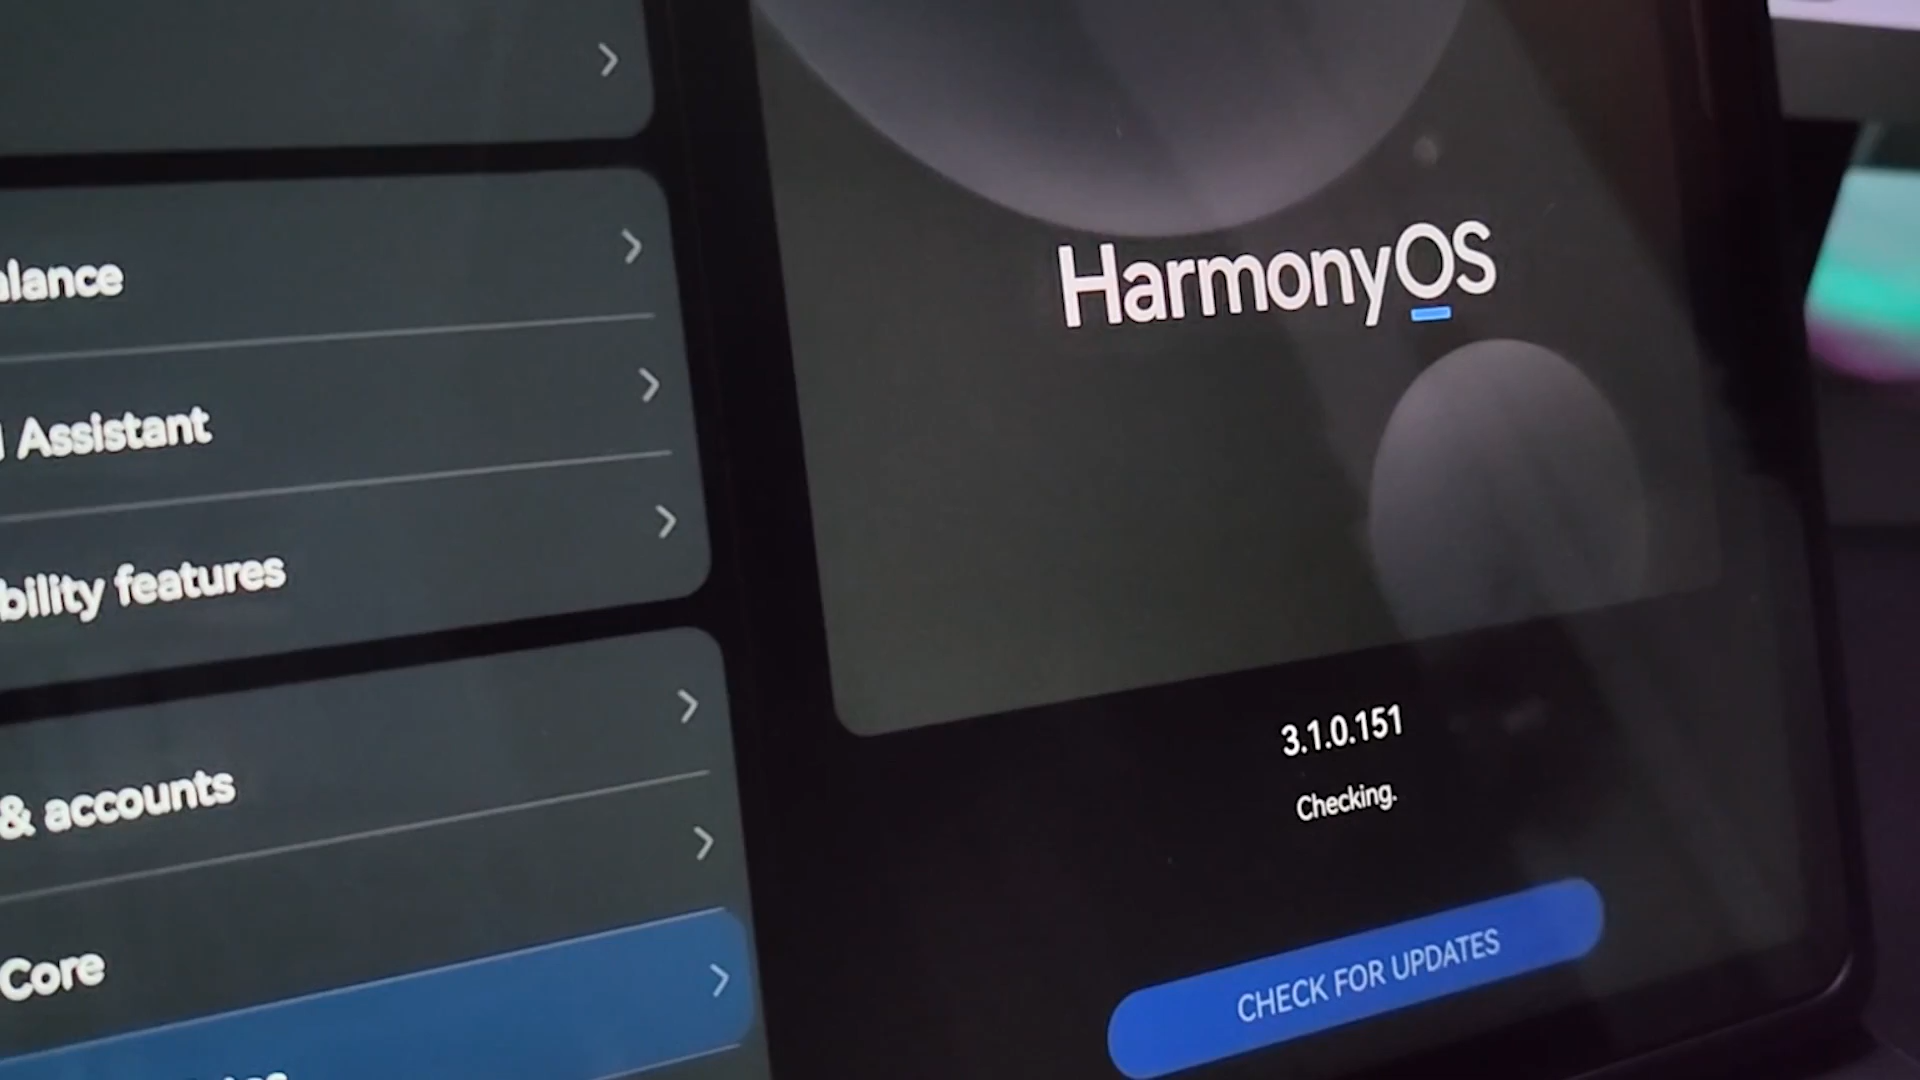 alance
Assistant
bility features
& accounts
Core
HarmonyOS
3.1.0.151
Checking.
CHECK FOR UPDATES